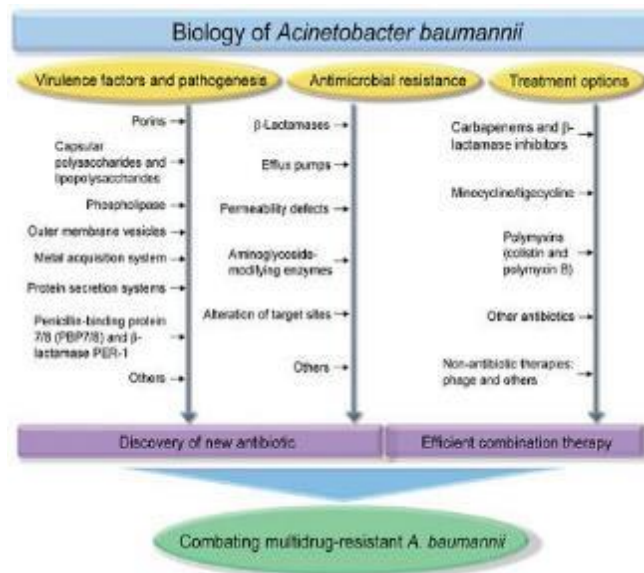 Biology of Acinetobacter baumannii
Virulence factors and pathogenesis
Antimicrobial resistance
Treatment options
Porins
Capsular
polysaccharides and
lipopolysaccharides
Phospholipase
Outer membrane vesicles
Metal acquisition system
Protein secretion systems
Penicillin-binding protein
7/8 (PBP7/8) and β-
lactamase PER-1
Others
β-Lactamases
Efflux pumps
Permeability defects
Aminoglycoside-
modifying enzymes
Alteration of target sites
Others
Carbapenems and β-
lactamase inhibitors
Minocycline/tigecycline
Polymyxins
(colistin and
polymyxin B)
Other antibiotics
Non-antibiotic therapies:
phage and others
Discovery of new antibiotic
Efficient combination therapy
Combating multidrug-resistant A. baumannii